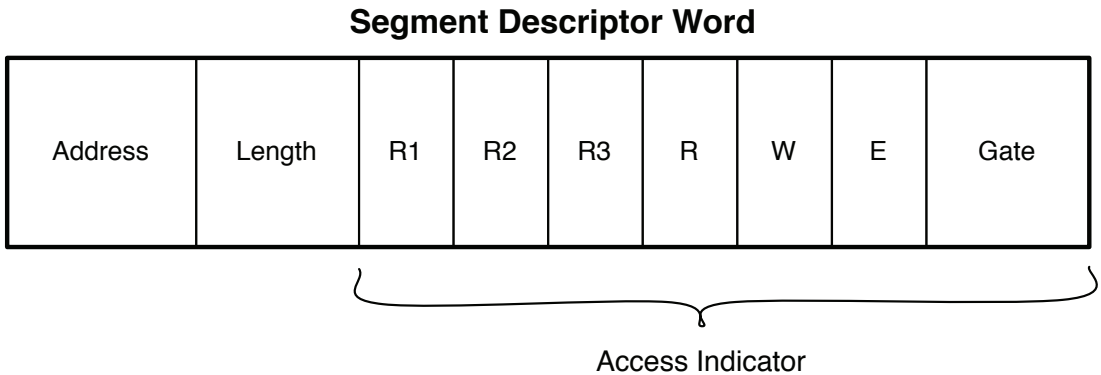 Segment Descriptor Word
Address Length R1 R2 R3 R W E Gate
Access Indicator